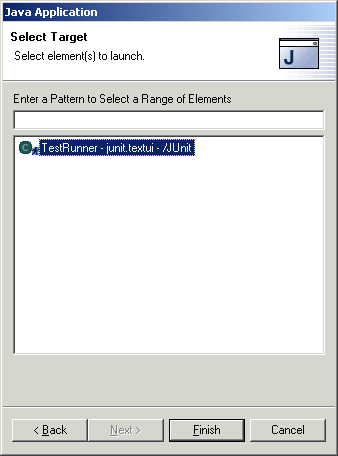 Java Application
Select Target
Select element(s) to launch.
J
Enter a Pattern to Select a Range of Elements
C
TestRunner - junit.textui - /JUnit
< Back
Next >
Finish
Cancel